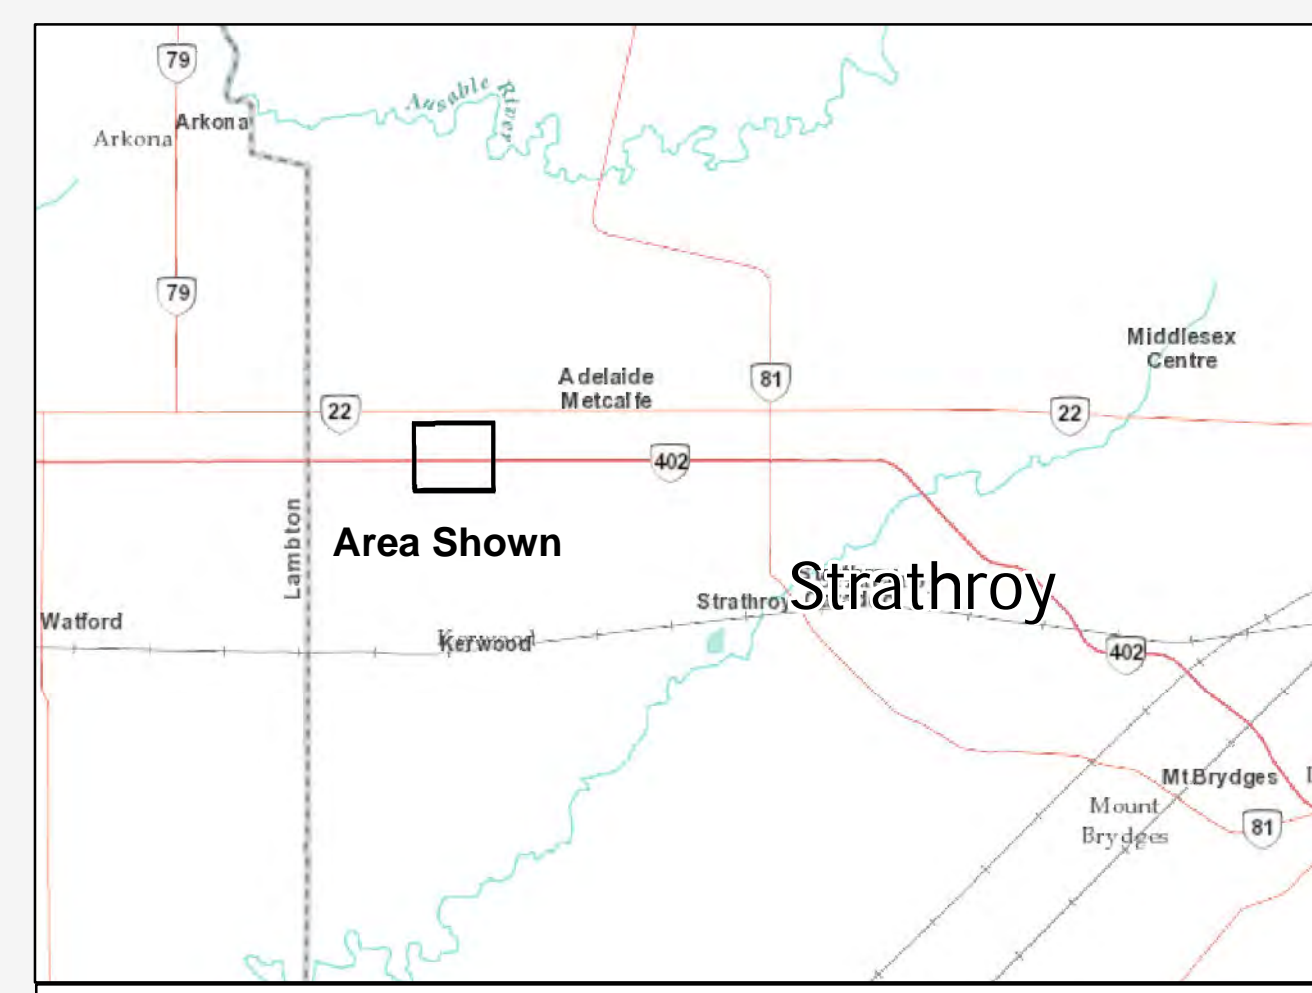 79
Ausable River
Arkona
Arkona
79
Middlesex
Centre
Adelaide
Metcalfe
81
22
22
402
Lambton
Area Shown
Strathroy
Strathroy
Watford
Kerwood
Kerwood
402
Mt Brydges
Mount
Brydges
81